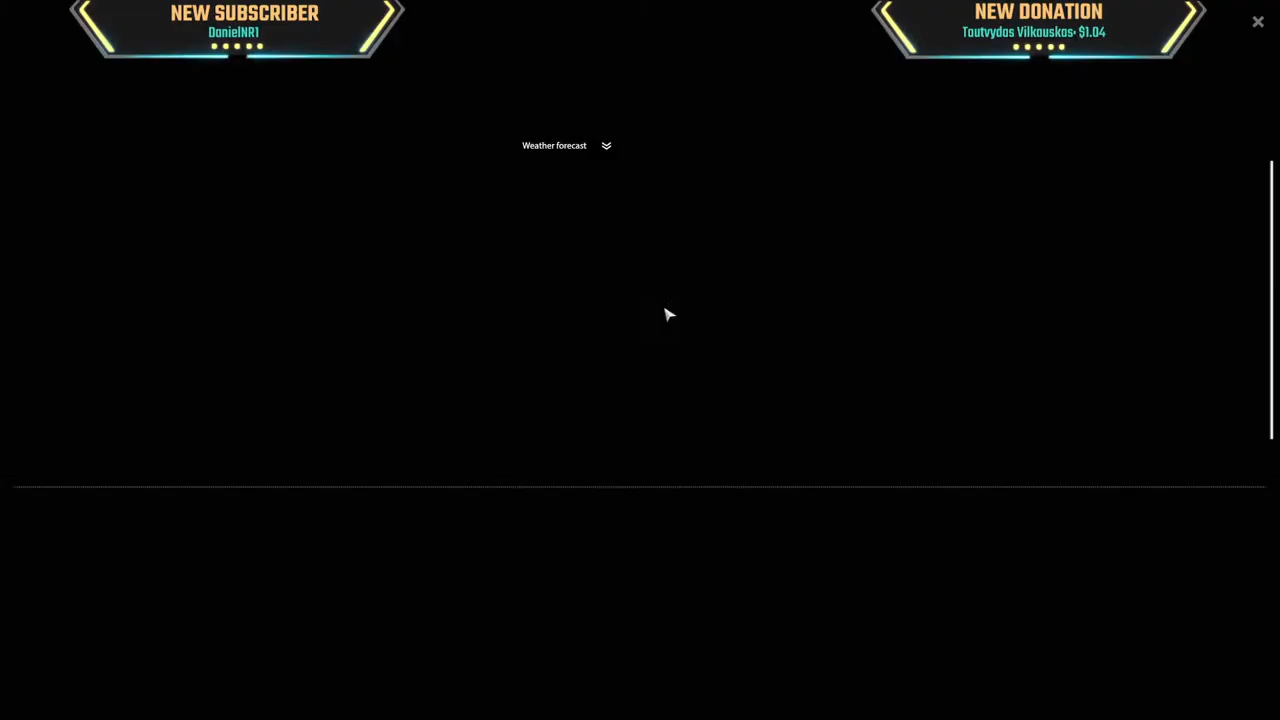 NEW SUBSCRIBER
DanielNR1
NEW DONATION
Tautvydas Vilkauskas• $1.04
Weather forecast